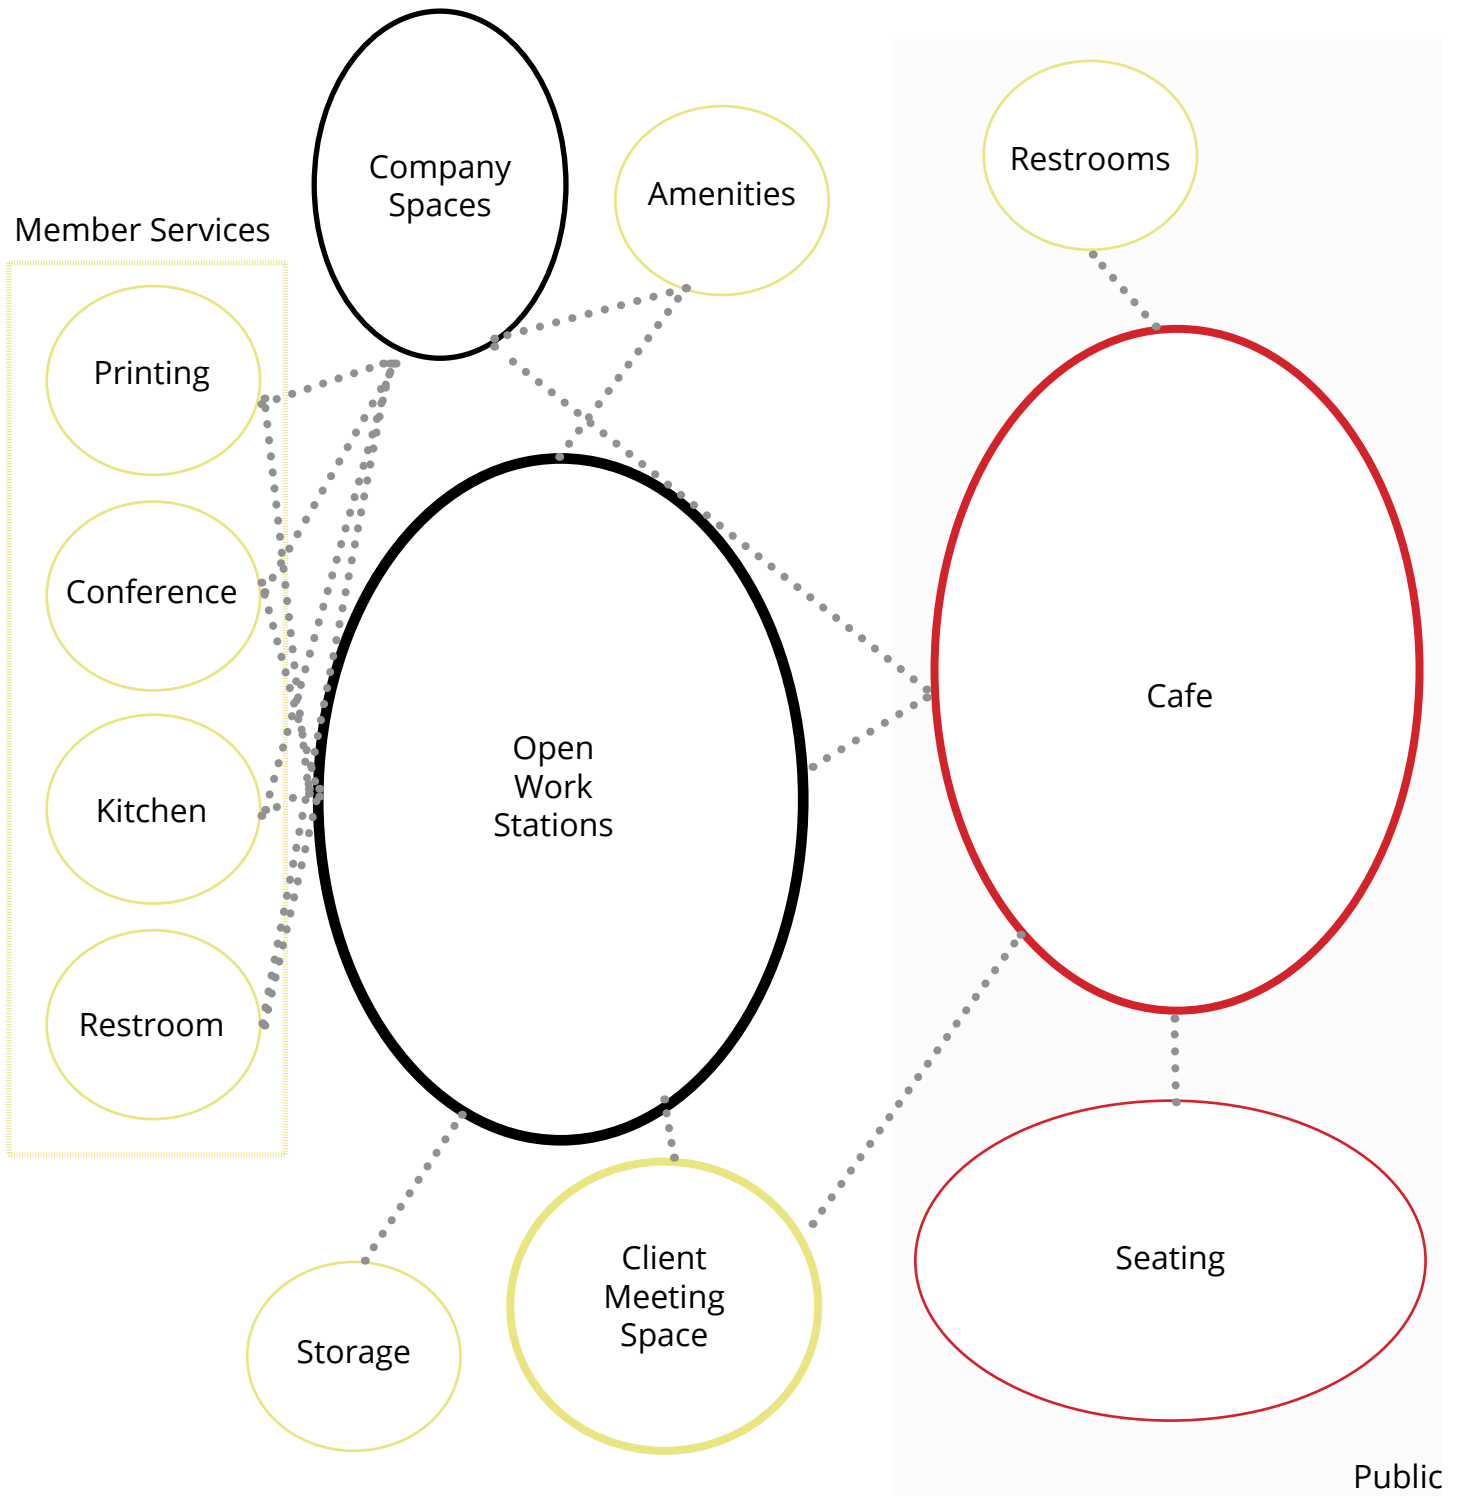 Company
Spaces
Amenities
Restrooms
Member Services
Printing
Conference
Kitchen
Restroom
Open
Work
Stations
Cafe
Storage
Client
Meeting
Space
Seating
Public